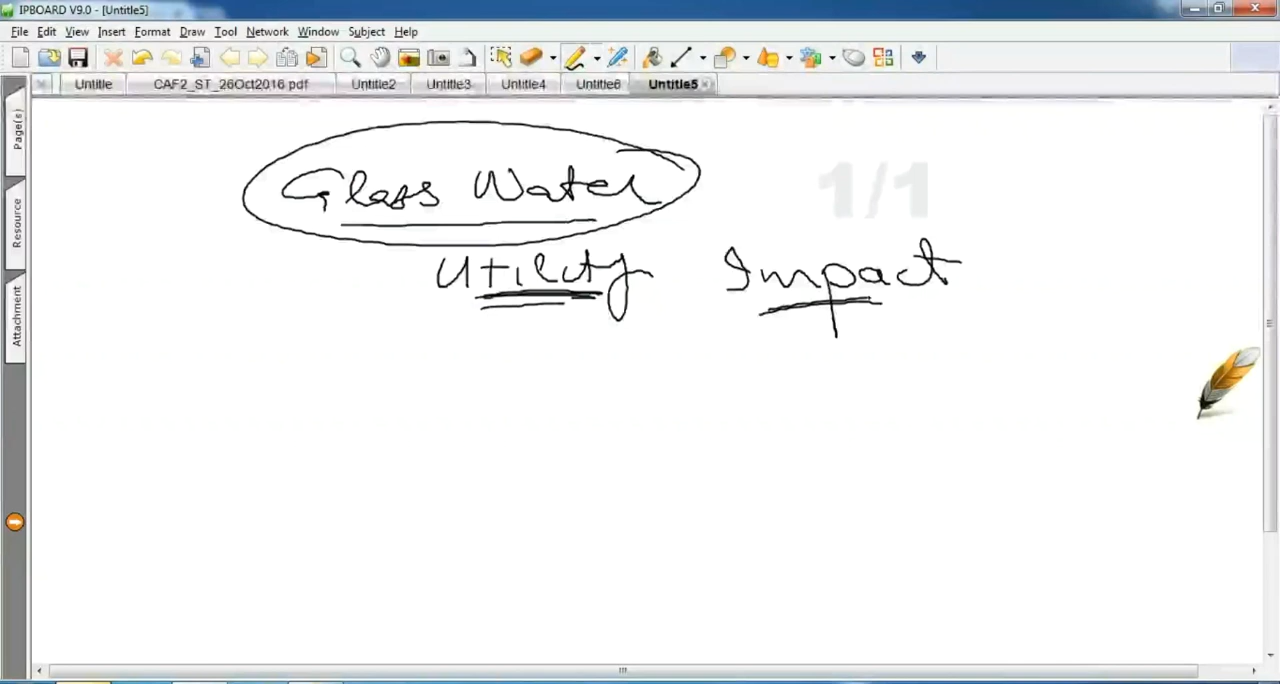 IPBOARD V9.0 - [Untitle5]
File Edit View Insert Format Draw Tool Network Window Subject Help
Untitle CAF2_ST_26Oct2016 pdf Untitle2 Untitle3 Untitle4 Untitle6 Untitle5
Page(s)
Resource
Attachment
Glass Water
1/1
Utility Impact